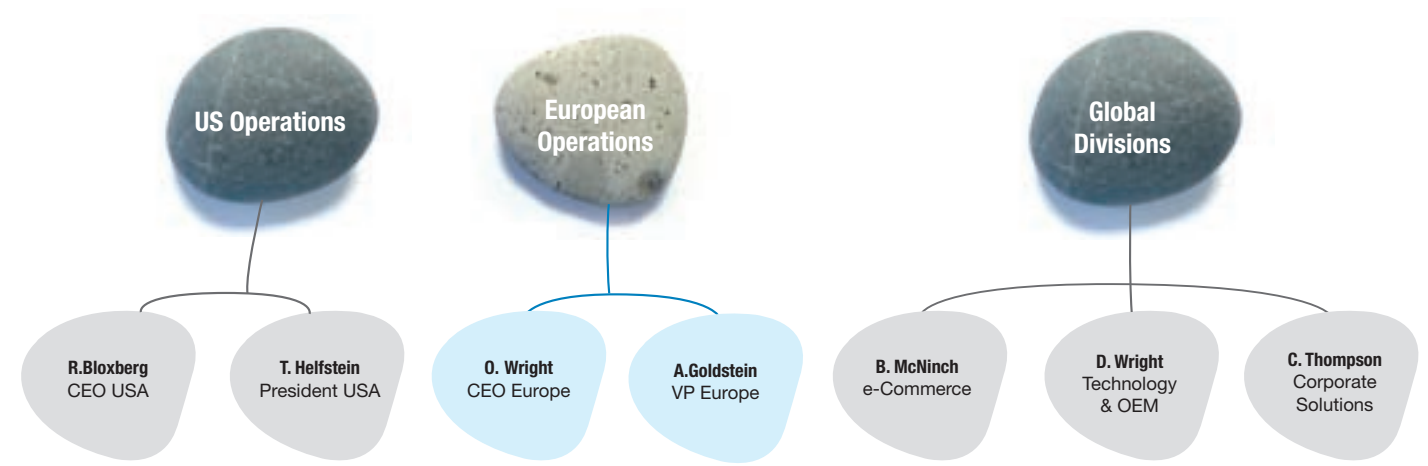 US Operations
European
Operations
Global
Divisions
R.Bloxberg
CEO USA
T. Helfstein
President USA
O. Wright
CEO Europe
A.Goldstein
VP Europe
B. McNinch
e-Commerce
D. Wright
Technology
& OEM
C. Thompson
Corporate
Solutions